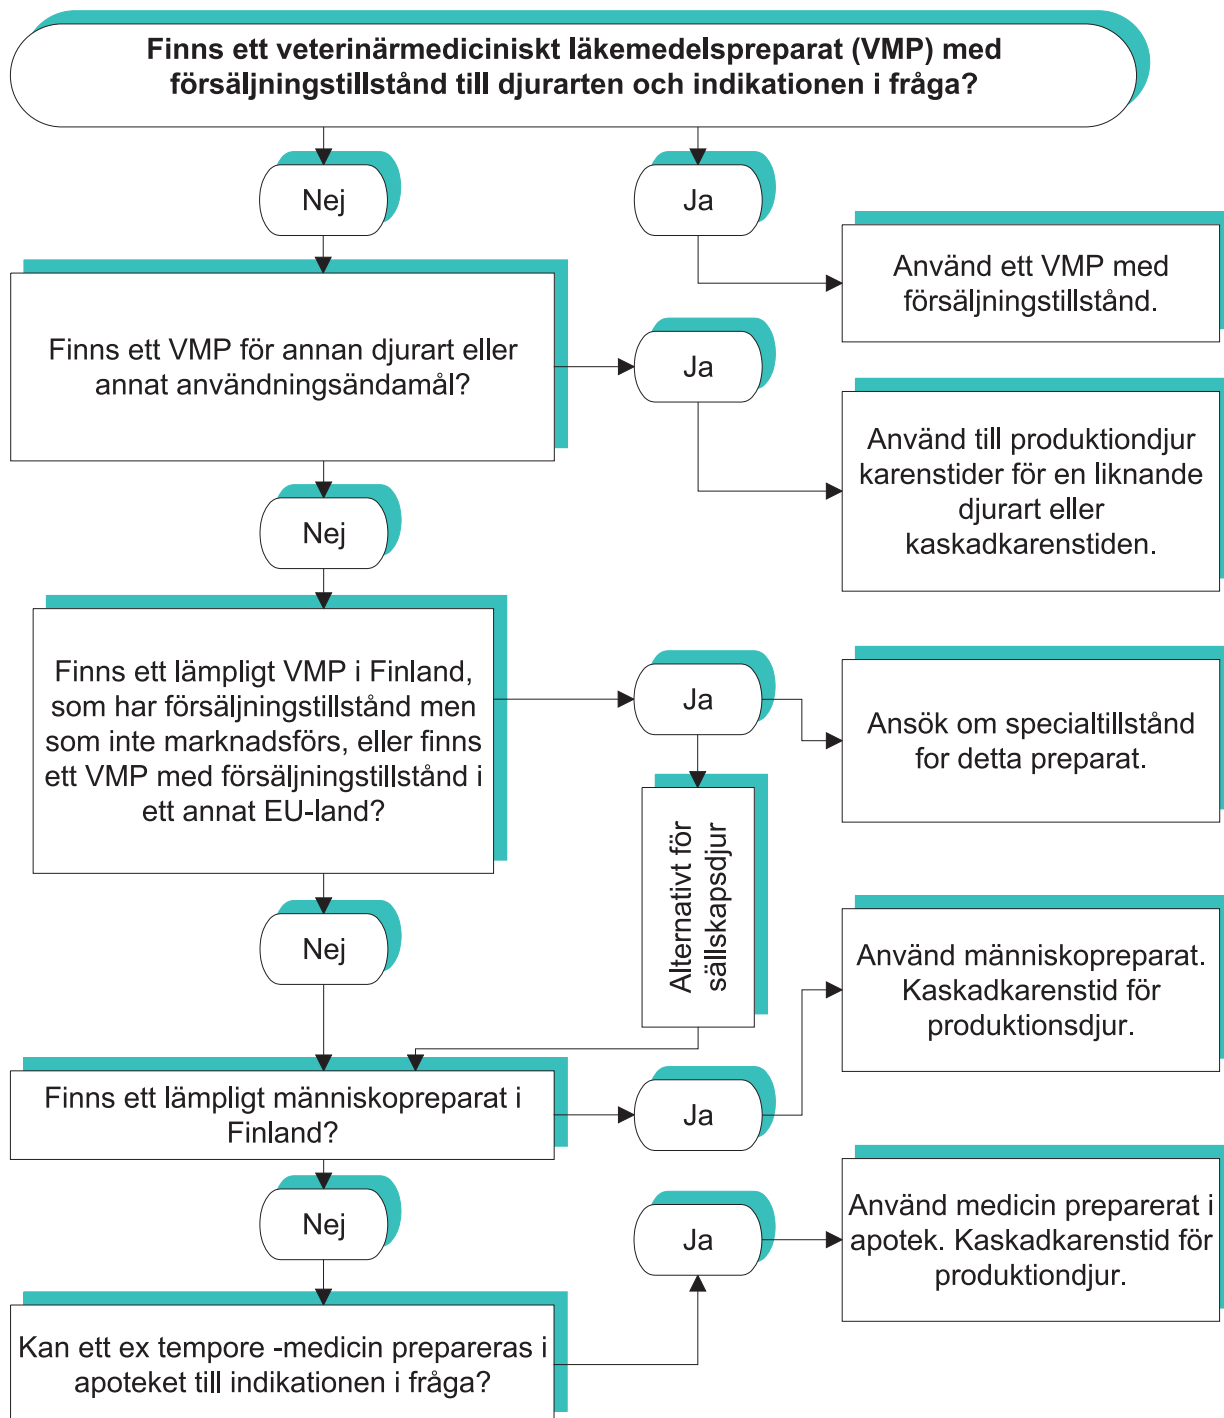 Finns ett veterinärmediciniskt läkemedelspreparat (VMP) med
försäljningstillstånd till djurarten och indikationen i fråga?
Nej
Ja
Använd ett VMP med
försäljningstillstånd.
Finns ett VMP för annan djurart eller
annat användningsändamål?
Ja
Använd till produktiondjur
karenstider för en liknande
djurart eller
kaskadkarenstiden.
Nej
Finns ett lämpligt VMP i Finland,
som har försäljningstillstånd men
som inte marknadsförs, eller finns
ett VMP med försäljningstillstånd i
ett annat EU-land?
Ja
Ansök om specialtillstånd
for detta preparat.
Alternativt för
sällskapsdjur
Nej
Använd människopreparat.
Kaskadkarenstid för
produktionsdjur.
Finns ett lämpligt människopreparat i
Finland?
Ja
Nej
Ja
Använd medicin preparerat i
apotek. Kaskadkarenstid för
produktiondjur.
Kan ett ex tempore -medicin prepareras i
apoteket till indikationen i fråga?